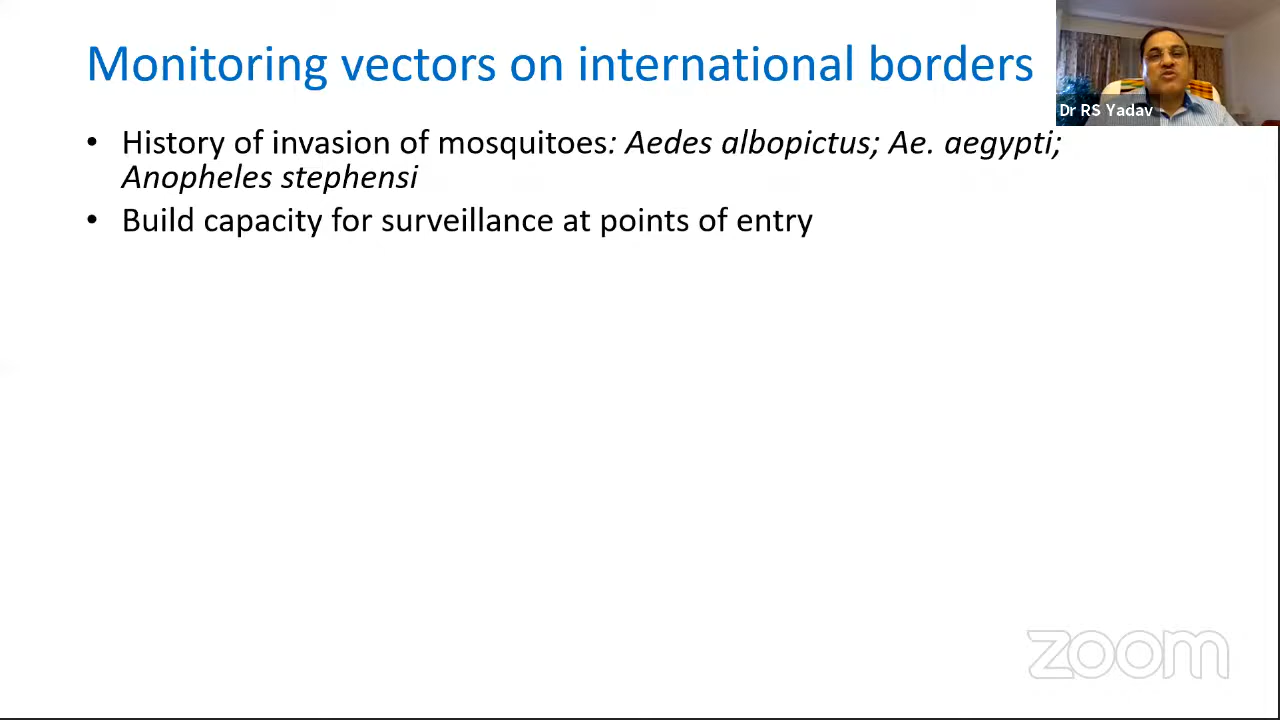 Monitoring vectors on international borders
Dr RS Yadav
• History of invasion of mosquitoes: Aedes albopictus; Ae. aegypti;
Anopheles stephensi
• Build capacity for surveillance at points of entry
zoom